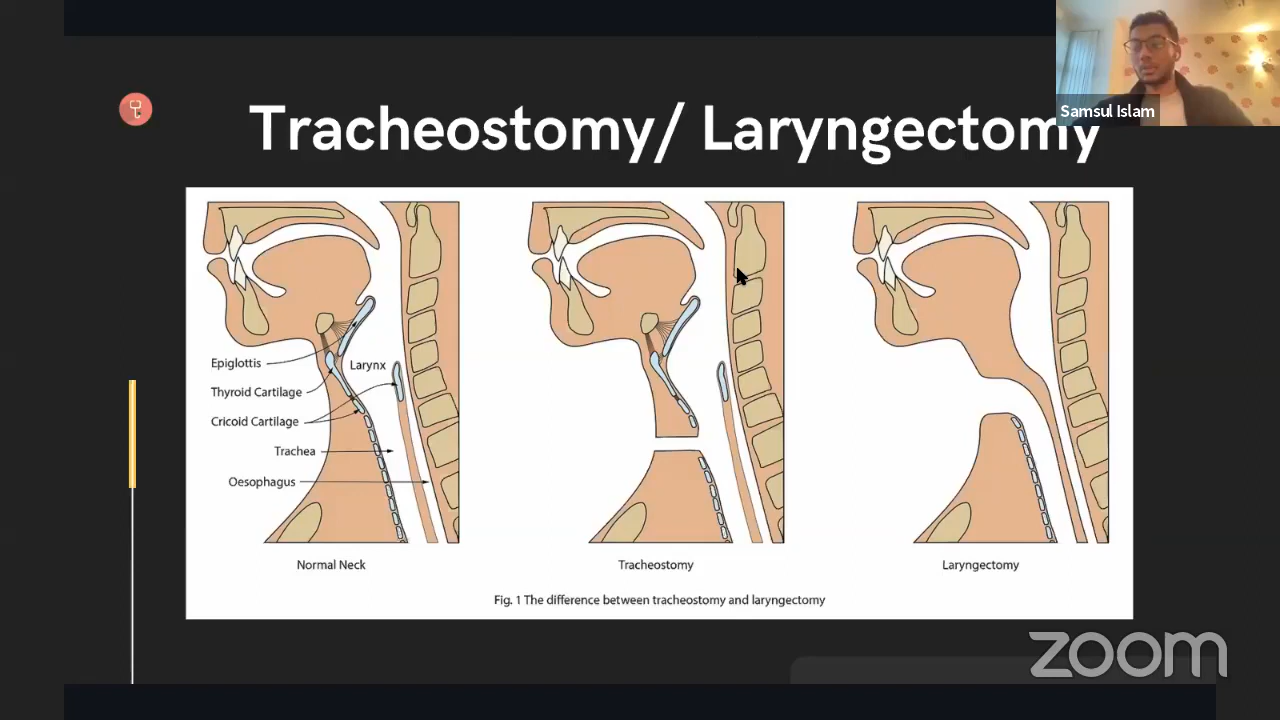 Samsul Islam
Tracheostomy/ Laryngectomy
Epiglottis
Larynx
Thyroid Cartilage
Cricoid Cartilage
Trachea
Oesophagus
Normal Neck
Tracheostomy
Laryngectomy
Fig. 1 The difference between tracheostomy and laryngectomy
zoom